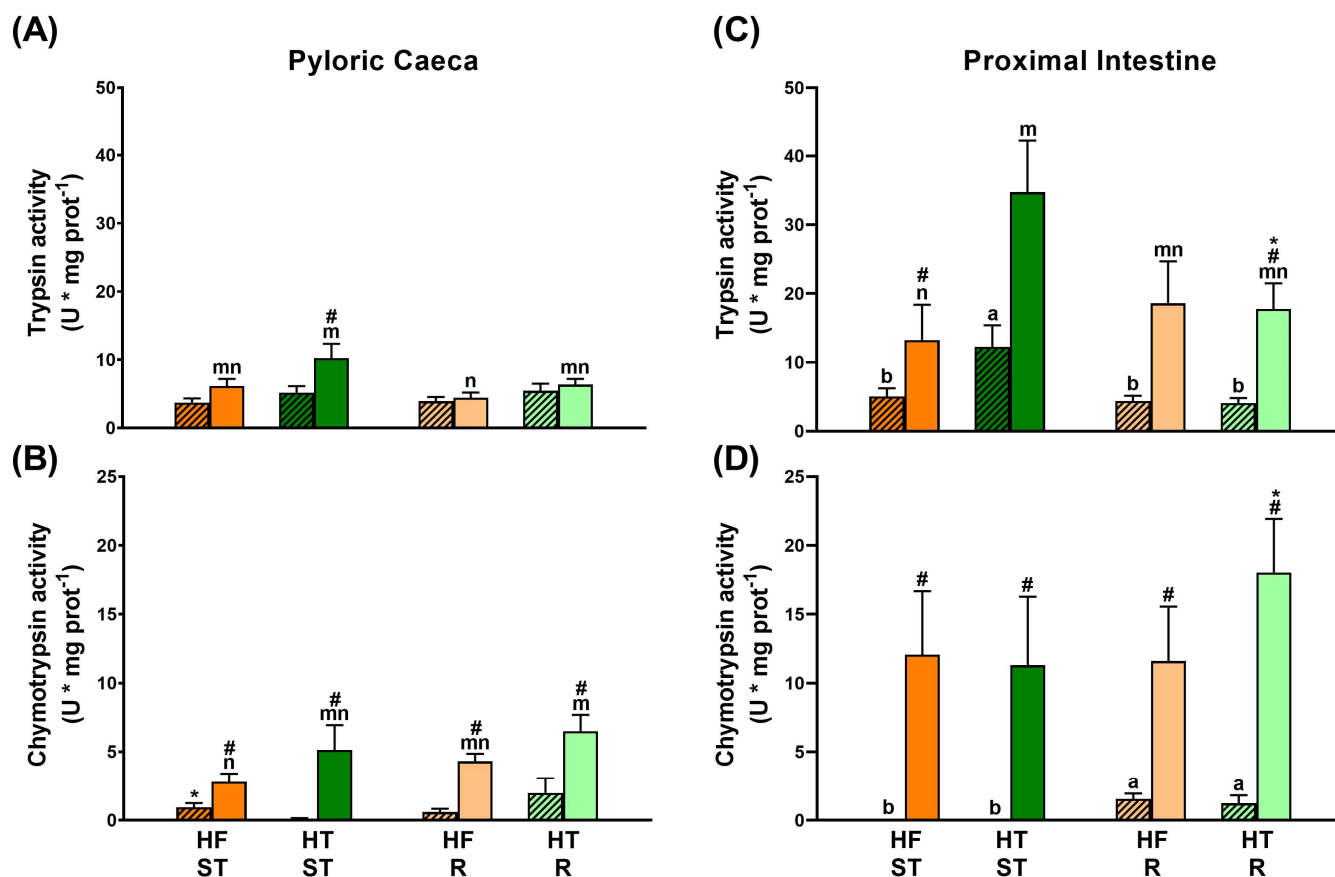 (A)
Pyloric Caeca
Trypsin activity
(U * mg prot⁻¹)
50
40
30
20
10
0
mn
#
m
n
mn
(B)
Chymotrypsin activity
(U * mg prot⁻¹)
25
20
15
10
5
0
*
#
n
#
mn
#
mn
#
m
HF
ST
HT
ST
HF
R
HT
R
(C)
Proximal Intestine
Trypsin activity
(U * mg prot⁻¹)
50
40
30
20
10
0
b
#
n
a
m
b
mn
b
*
#
mn
(D)
Chymotrypsin activity
(U * mg prot⁻¹)
25
20
15
10
5
0
b
#
b
#
a
#
a
*
#
HF
ST
HT
ST
HF
R
HT
R